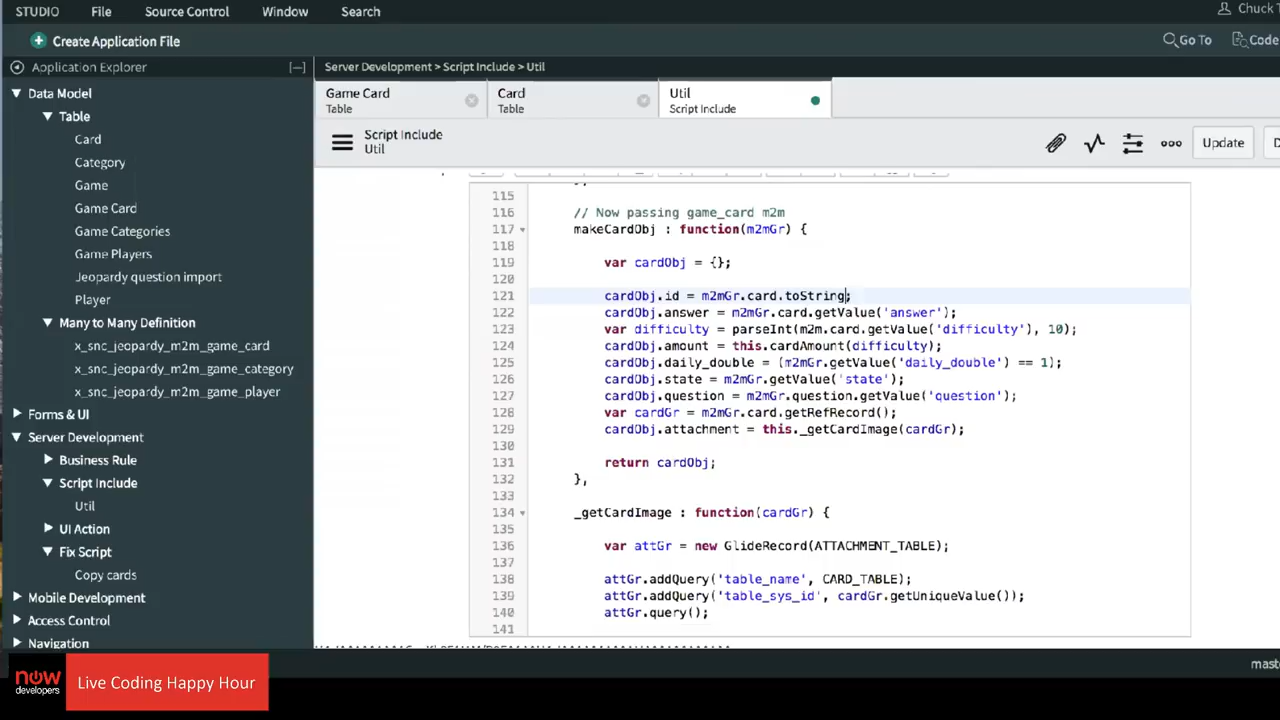 STUDIO File Source Control Window Search Chuck
Create Application File Go To Code
Application Explorer [—] Server Development > Script Include > Util
Data Model
Table
Card
Category
Game
Game Card
Game Categories
Game Players
Jeopardy question import
Player
Many to Many Definition
x_snc_jeopardy_m2m_game_card
x_snc_jeopardy_m2m_game_category
x_snc_jeopardy_m2m_game_player
Forms & UI
Server Development
Business Rule
Script Include
Util
UI Action
Fix Script
Copy cards
Mobile Development
Access Control
Navigation
Game Card
Table
Card
Table
Util
Script Include
Script Include
Util
Update
115
116 // Now passing game_card m2m
117 makeCardObj : function(m2mGr) {
118
119 var cardObj = {};
120
121 cardObj.id = m2mGr.card.toString;
122 cardObj.answer = m2mGr.card.getValue('answer');
123 var difficulty = parseInt(m2m.card.getValue('difficulty'), 10);
124 cardObj.amount = this.cardAmount(difficulty);
125 cardObj.daily_double = (m2mGr.getValue('daily_double') == 1);
126 cardObj.state = m2mGr.getValue('state');
127 cardObj.question = m2mGr.question.getValue('question');
128 var cardGr = m2mGr.card.getRefRecord();
129 cardObj.attachment = this._getCardImage(cardGr);
130
131 return cardObj;
132 },
133
134 _getCardImage : function(cardGr) {
135
136 var attGr = new GlideRecord(ATTACHMENT_TABLE);
137
138 attGr.addQuery('table_name', CARD_TABLE);
139 attGr.addQuery('table_sys_id', cardGr.getUniqueValue());
140 attGr.query();
141
now
developers
Live Coding Happy Hour